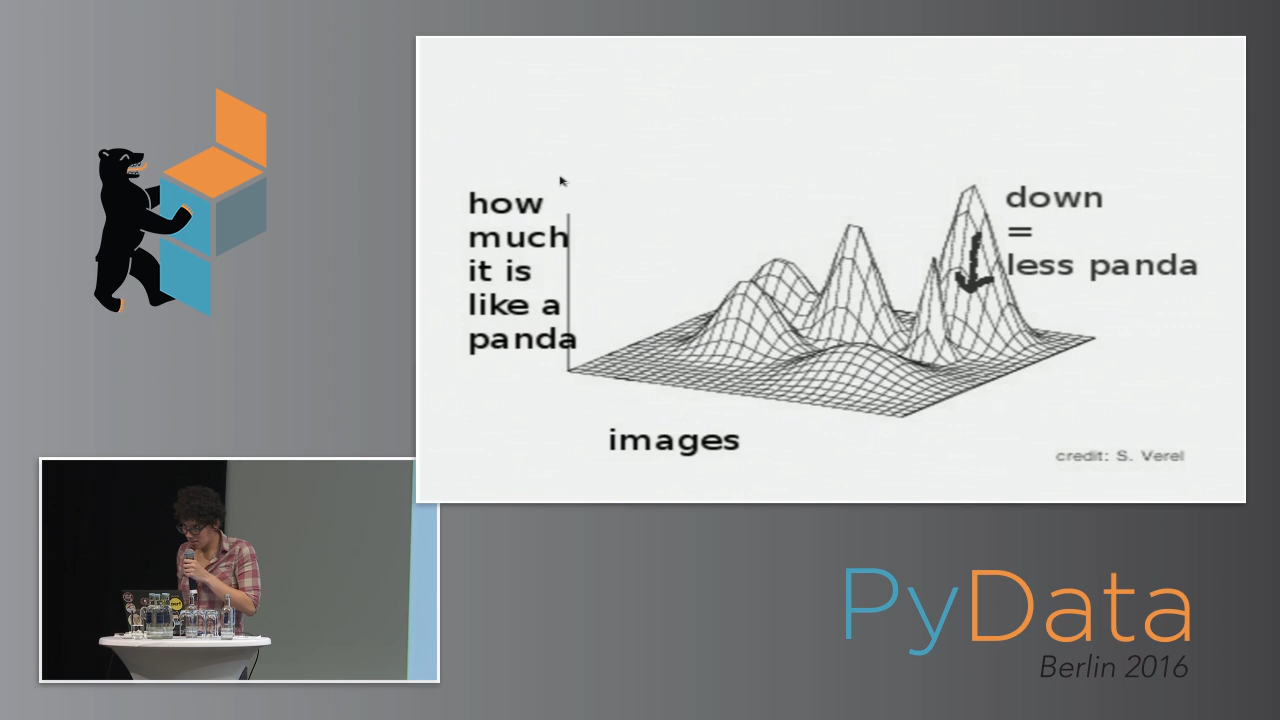 how
much
it is
like a
panda
down
=
less panda
images
credit: S. Verel
PyData
Berlin 2016